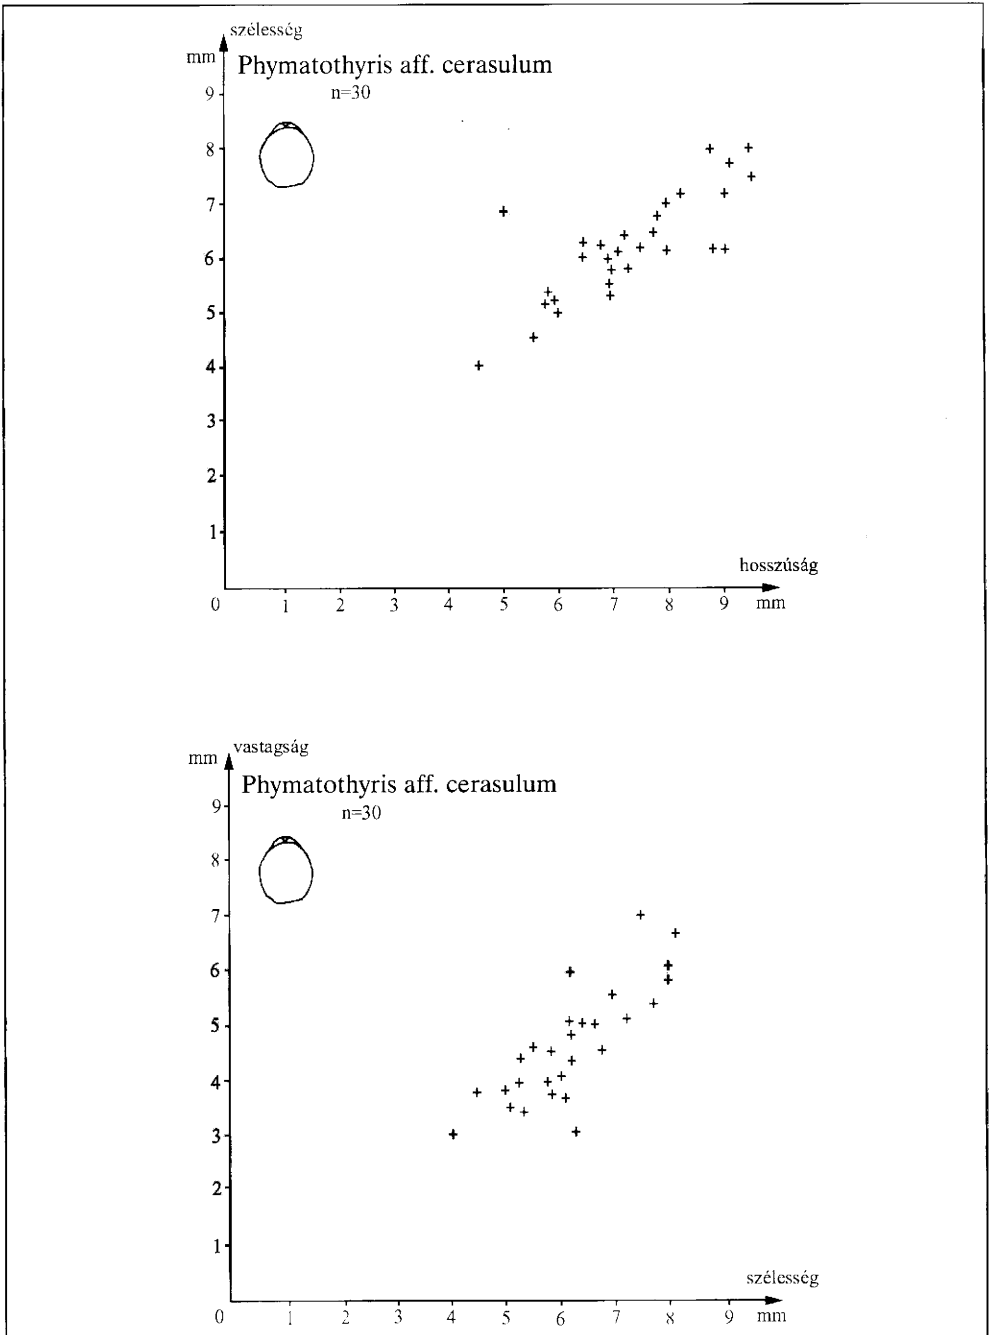 szélesség
mm
Phymatothyris aff. cerasulum
n=30
9
8
7
6
5
4
3
2
1
hosszúság
0 1 2 3 4 5 6 7 8 9 mm
vastagság
mm
Phymatothyris aff. cerasulum
n=30
9
8
7
6
5
4
3
2
1
szélesség
0 1 2 3 4 5 6 7 8 9 mm